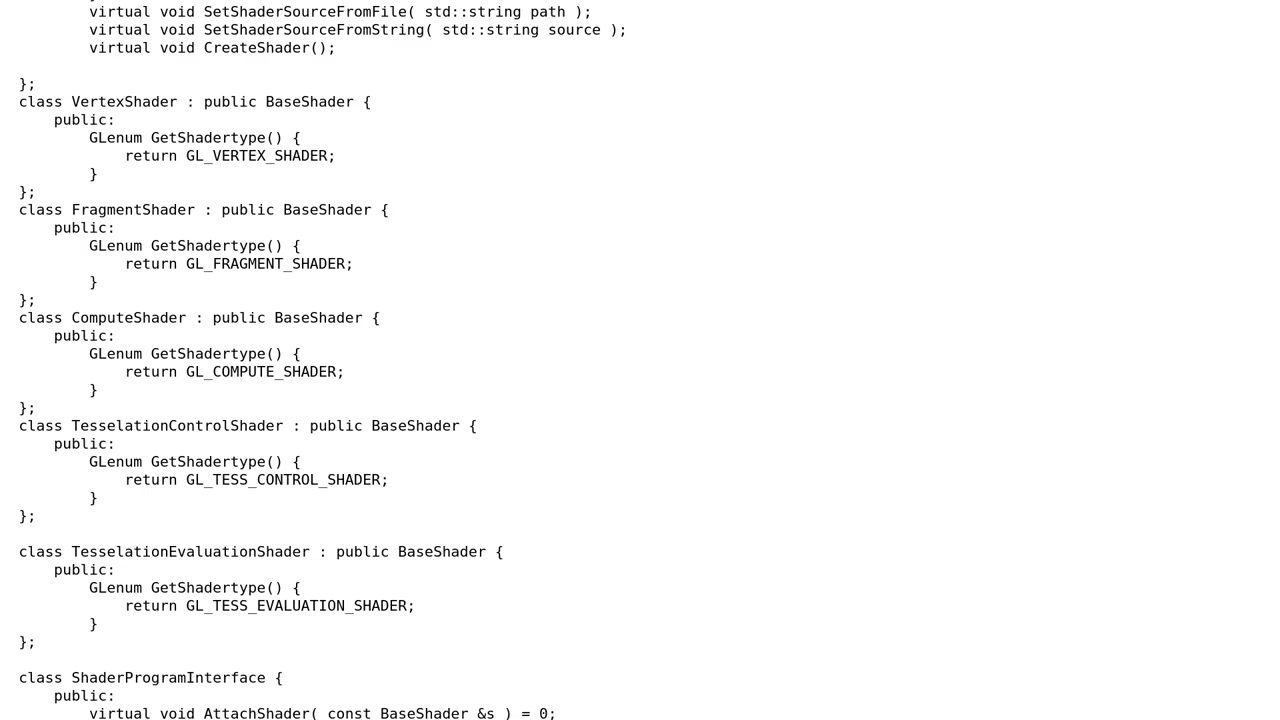 virtual void SetShaderSourceFromFile( std::string path );
virtual void SetShaderSourceFromString( std::string source );
virtual void CreateShader();
};
class VertexShader : public BaseShader {
public:
GLenum GetShadertype() {
return GL_VERTEX_SHADER;
}
};
class FragmentShader : public BaseShader {
public:
GLenum GetShadertype() {
return GL_FRAGMENT_SHADER;
}
};
class ComputeShader : public BaseShader {
public:
GLenum GetShadertype() {
return GL_COMPUTE_SHADER;
}
};
class TesselationControlShader : public BaseShader {
public:
GLenum GetShadertype() {
return GL_TESS_CONTROL_SHADER;
}
};
class TesselationEvaluationShader : public BaseShader {
public:
GLenum GetShadertype() {
return GL_TESS_EVALUATION_SHADER;
}
};
class ShaderProgramInterface {
public:
virtual void AttachShader( const BaseShader &s ) = 0;